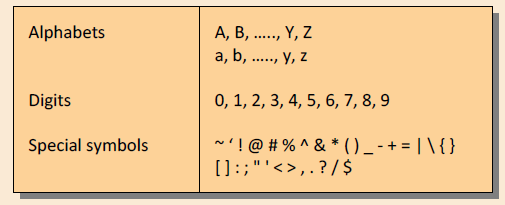 Alphabets A, B, ....., Y, Z
a, b, ....., y, z
Digits 0, 1, 2, 3, 4, 5, 6, 7, 8, 9
Special symbols ~ ‘ ! @ # % ^ & * ( ) _ - + = | \ { }
[ ] : ; " ' < > , . ? / $